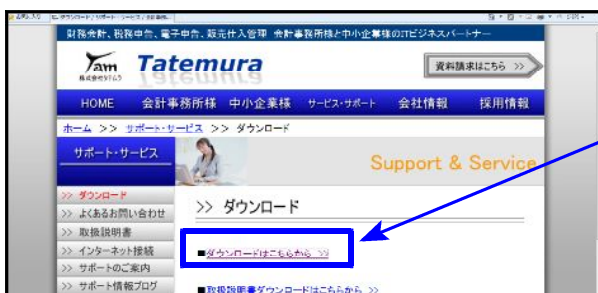 財務会計、税務申告、電子申告、販売仕入管理 会計事務所様と中小企業様のITビジネスパートナー
Tam
株式会社タテムラ
Tatemura
資料請求はこちら >>
HOME 会計事務所様 中小企業様 サービス・サポート 会社情報 採用情報
ホーム >> サポート・サービス >> ダウンロード
サポート・サービス
Support & Service
>> ダウンロード
>> よくあるお問い合わせ
>> 取扱説明書
>> インターネット接続
>> サポートのご案内
>> サポート情報ブログ
>> ダウンロード
■ダウンロードはこちらから >>
■取扱説明書ダウンロードはこちらから >>